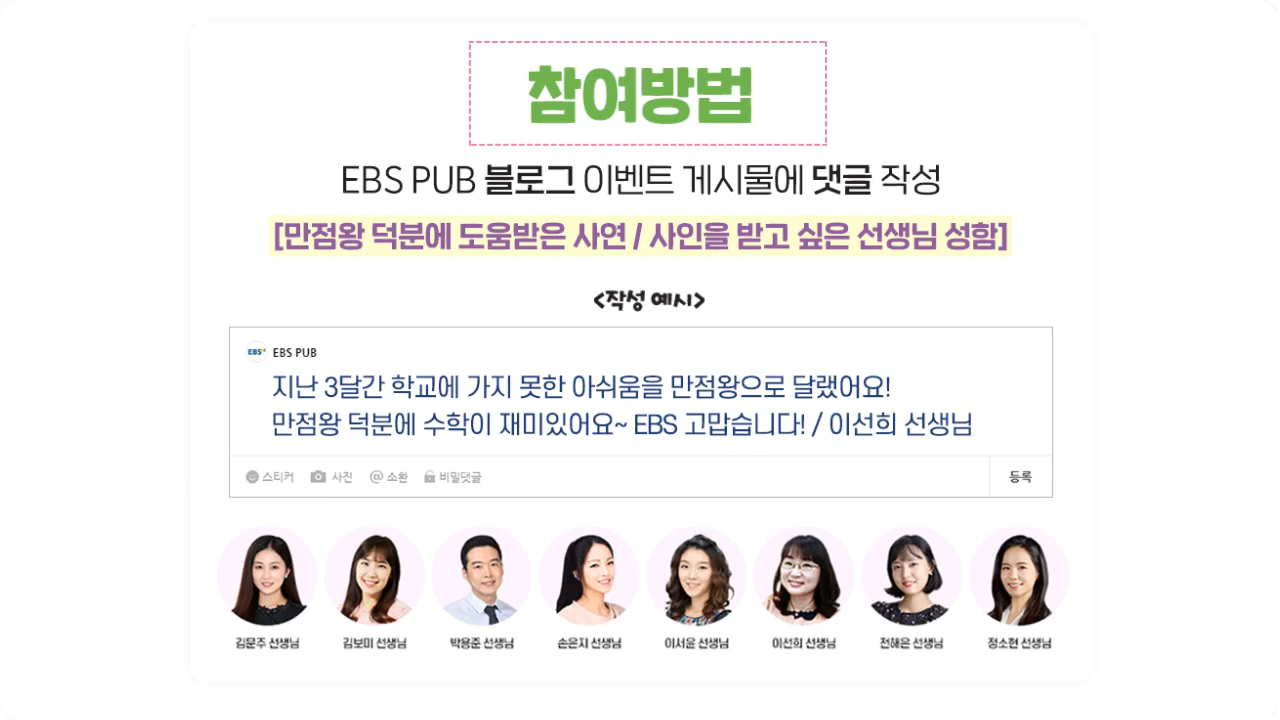 참여방법
EBS PUB 블로그 이벤트 게시물에 댓글 작성
[만점왕 덕분에 도움받은 사연 / 사인을 받고 싶은 선생님 성함]
<작성 예시>
EBS EBS PUB
지난 3달간 학교에 가지 못한 아쉬움을 만점왕으로 달랬어요!
만점왕 덕분에 수학이 재미있어요~ EBS 고맙습니다! / 이선희 선생님
스티커 사진 @ 소환 비밀댓글 등록
김문주 선생님 김보미 선생님 박용준 선생님 손은지 선생님 이서윤 선생님 이선희 선생님 전해은 선생님 정소현 선생님